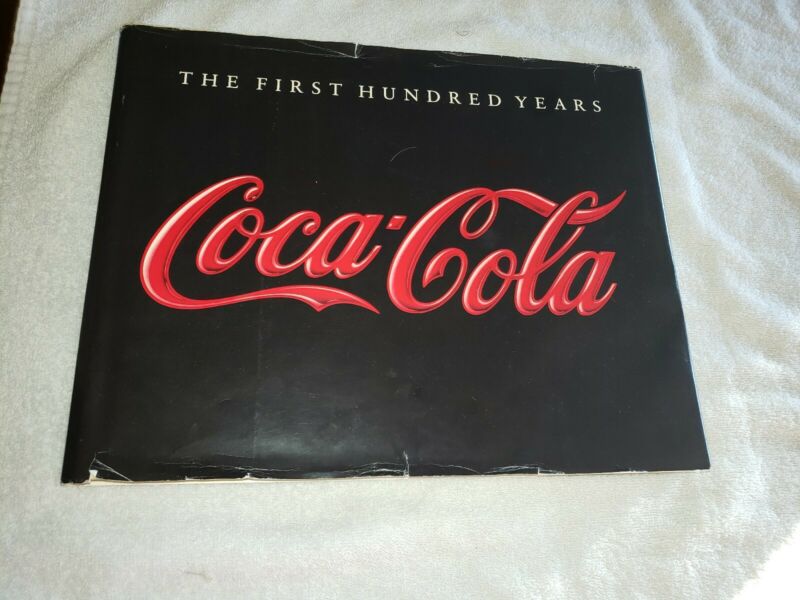 THE FIRST HUNDRED YEARS
Coca-Cola